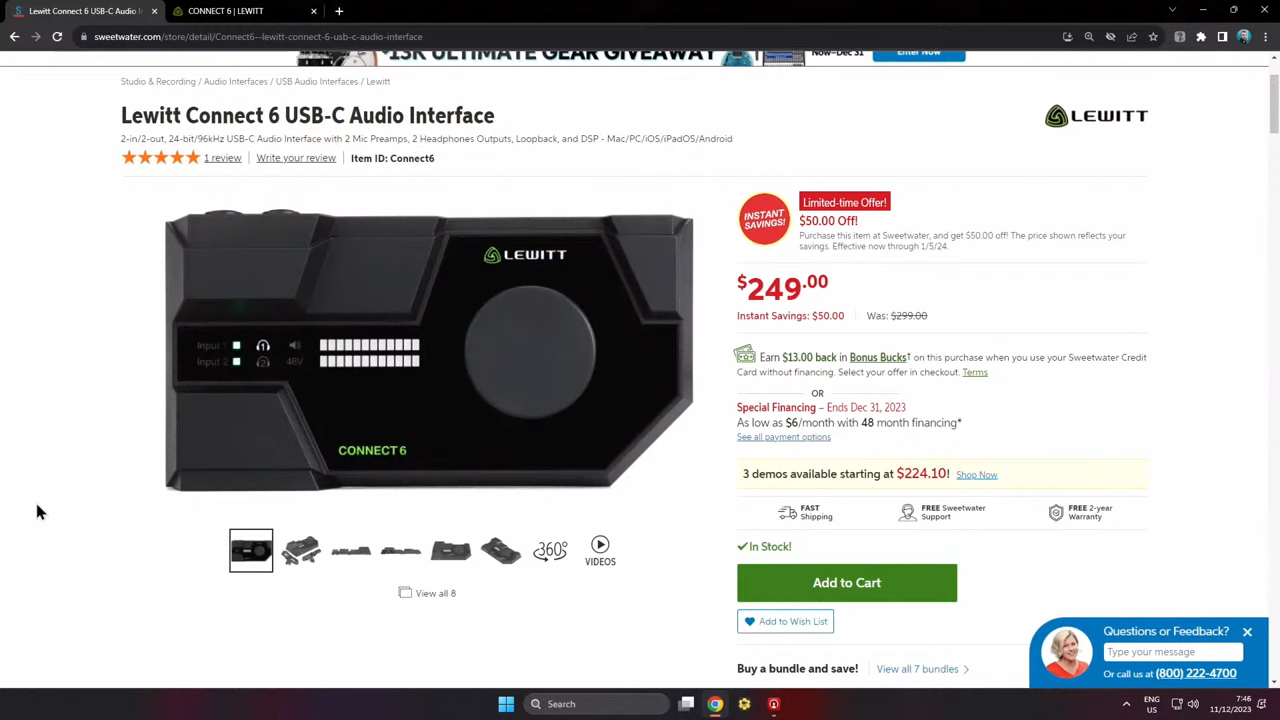 Lewitt Connect 6 USB-C Audio I
CONNECT 6 | LEWITT
sweetwater.com/store/detail/Connect6--lewitt-connect-6-usb-c-audio-interface
ULTIMATE GEAR GIVEAWAY
Now–Dec 31
Enter Now
Studio & Recording / Audio Interfaces / USB Audio Interfaces / Lewitt
Lewitt Connect 6 USB-C Audio Interface
LEWITT
2-in/2-out, 24-bit/96kHz USB-C Audio Interface with 2 Mic Preamps, 2 Headphones Outputs, Loopback, and DSP - Mac/PC/iOS/iPadOS/Android
1 review
Write your review
Item ID: Connect6
INSTANT SAVINGS!
Limited-time Offer!
$50.00 Off!
Purchase this item at Sweetwater, and get $50.00 off! The price shown reflects your
savings. Effective now through 1/5/24.
LEWITT
$249.00
Instant Savings: $50.00
Was: $299.00
Input 1
Input 2
1
2
48V
CONNECT 6
Earn $13.00 back in Bonus Bucks† on this purchase when you use your Sweetwater Credit
Card without financing. Select your offer in checkout. Terms
OR
Special Financing – Ends Dec 31, 2023
As low as $6/month with 48 month financing*
See all payment options
3 demos available starting at $224.10! Shop Now
FAST
Shipping
FREE Sweetwater
Support
FREE 2-year
Warranty
360°
VIDEOS
View all 8
In Stock!
Add to Cart
Add to Wish List
Buy a bundle and save!
View all 7 bundles
Questions or Feedback?
Type your message
Or call us at (800) 222-4700
Search
ENG
US
7:46
11/12/2023